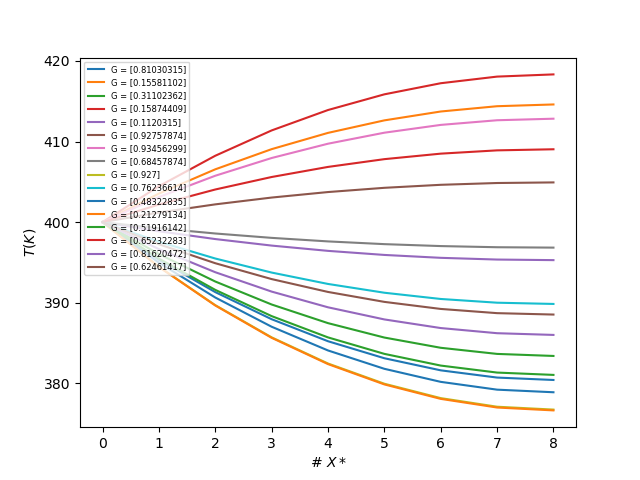 420
410
400
390
380
T(K)
G = [0.81030315]
G = [0.15581102]
G = [0.31102362]
G = [0.15874409]
G = [0.1120315]
G = [0.92757874]
G = [0.93456299]
G = [0.68457874]
G = [0.927]
G = [0.76236614]
G = [0.48322835]
G = [0.21279134]
G = [0.51916142]
G = [0.65232283]
G = [0.81620472]
G = [0.62461417]
0 1 2 3 4 5 6 7 8
# X*